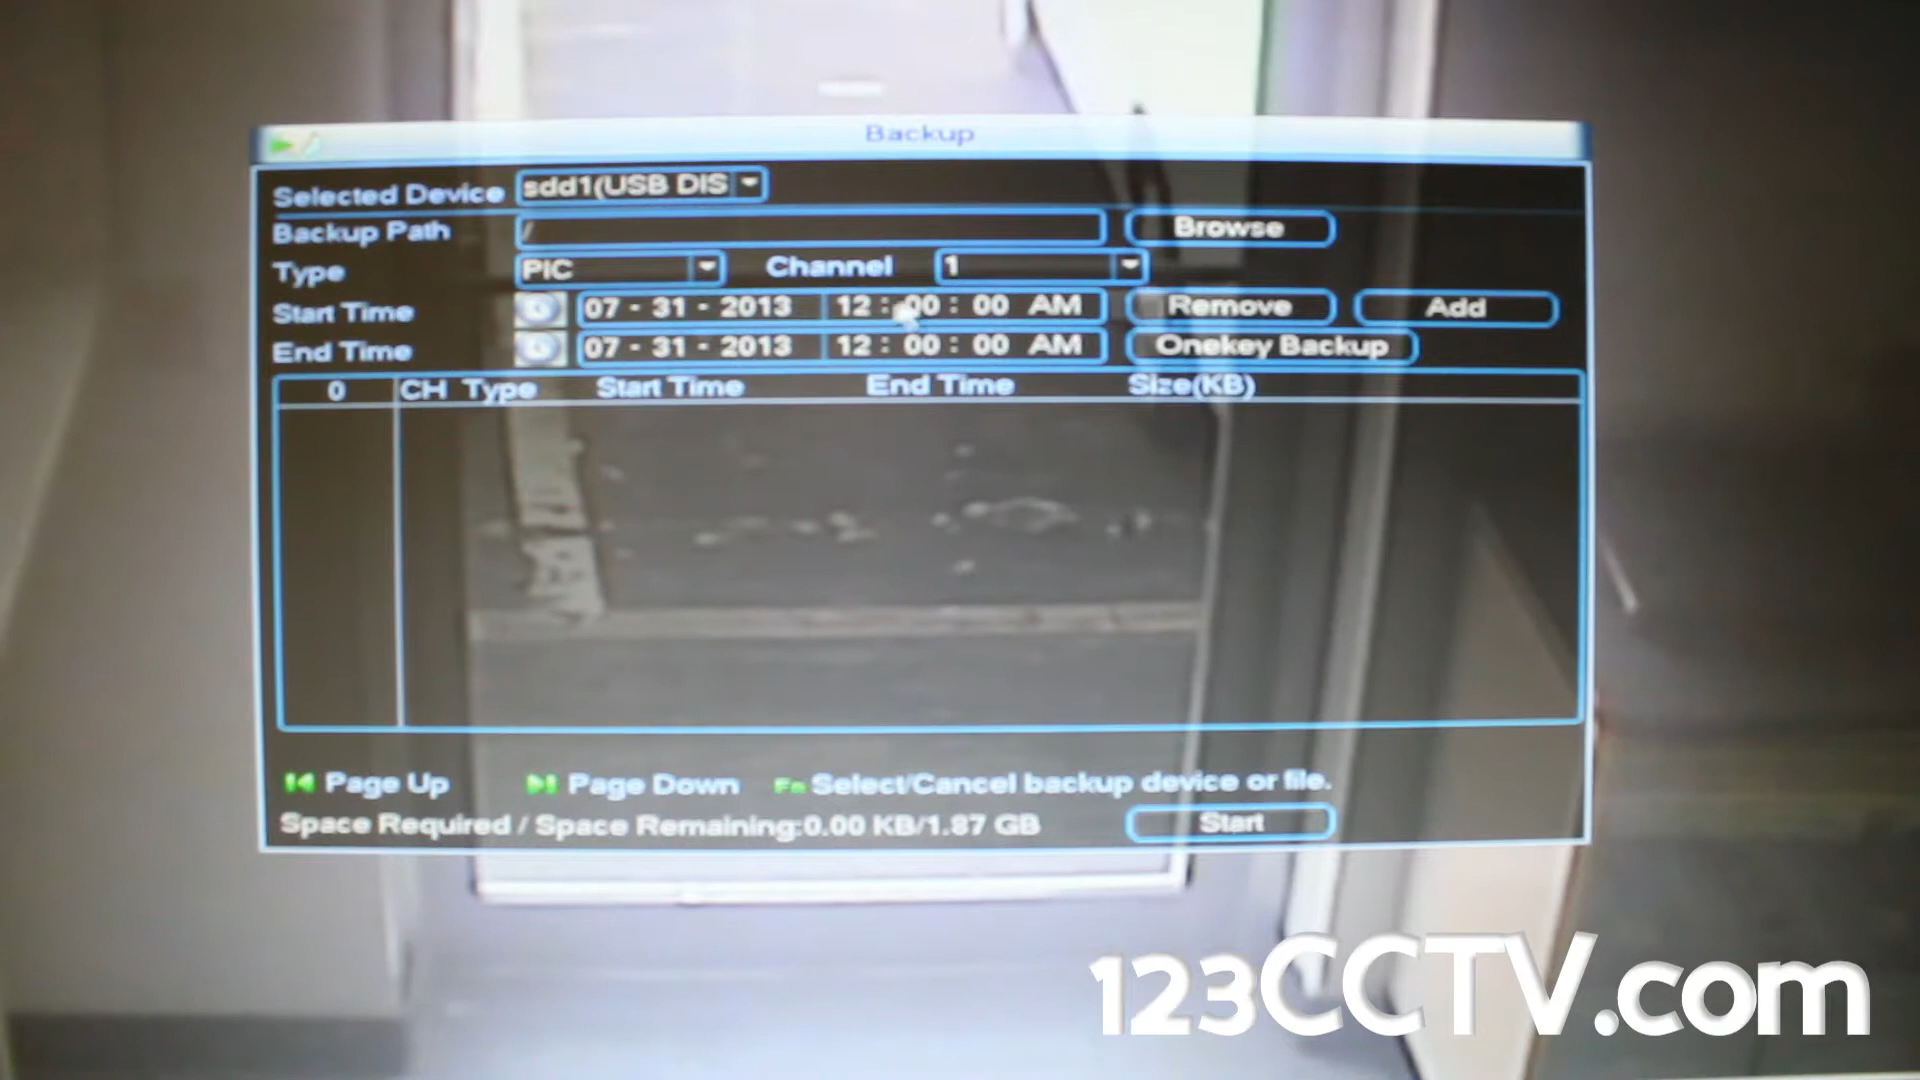 Backup
Selected Device sdd1(USB DIS
Backup Path / Browse
Type PIC Channel 1
Start Time 07 - 31 - 2013 12 : 00 : 00 AM Remove Add
End Time 07 - 31 - 2013 12 : 00 : 00 AM Onekey Backup
0 CH Type Start Time End Time Size(KB)
Page Up Page Down Fn Select/Cancel backup device or file.
Space Required / Space Remaining:0.00 KB/1.87 GB Start
123CCTV.com